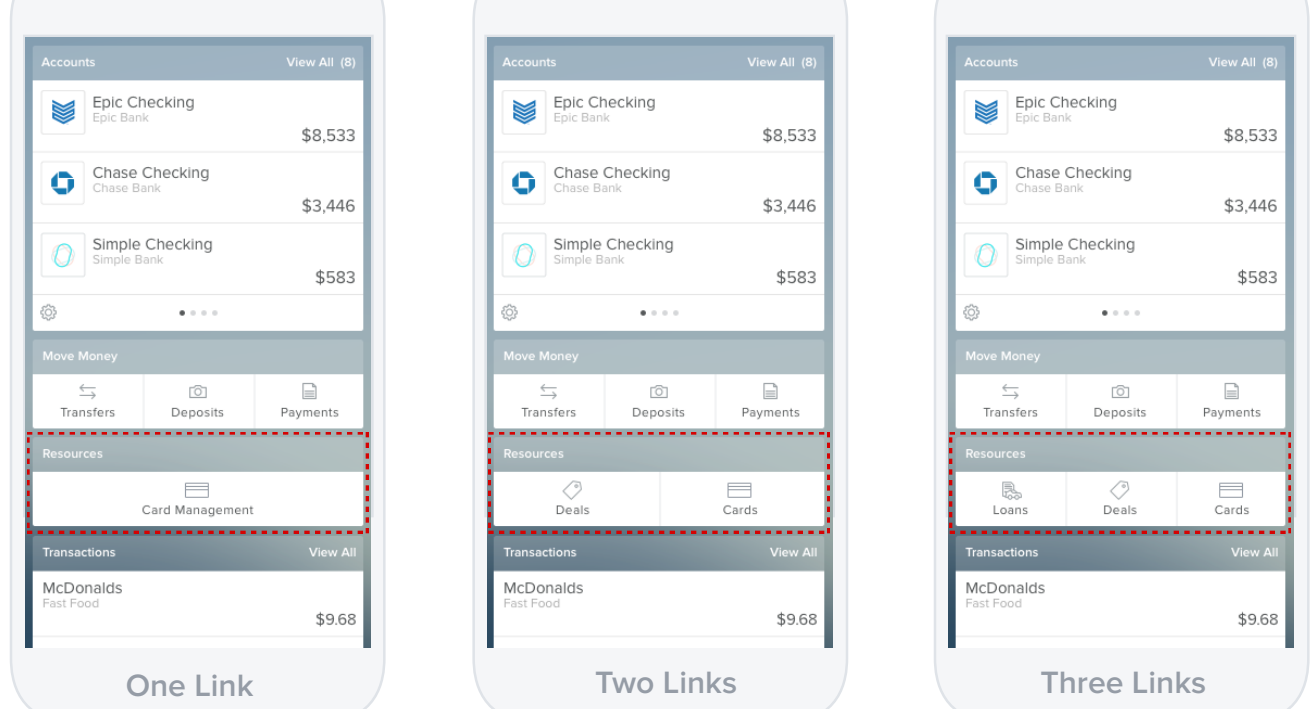 Accounts View All (8)
Epic Checking
Epic Bank
$8,533
Chase Checking
Chase Bank
$3,446
Simple Checking
Simple Bank
$583
Move Money
Transfers Deposits Payments
Resources
Card Management
Transactions View All
McDonalds
Fast Food
$9.68
One Link
Accounts View All (8)
Epic Checking
Epic Bank
$8,533
Chase Checking
Chase Bank
$3,446
Simple Checking
Simple Bank
$583
Move Money
Transfers Deposits Payments
Resources
Deals Cards
Transactions View All
McDonalds
Fast Food
$9.68
Two Links
Accounts View All (8)
Epic Checking
Epic Bank
$8,533
Chase Checking
Chase Bank
$3,446
Simple Checking
Simple Bank
$583
Move Money
Transfers Deposits Payments
Resources
Loans Deals Cards
Transactions View All
McDonalds
Fast Food
$9.68
Three Links